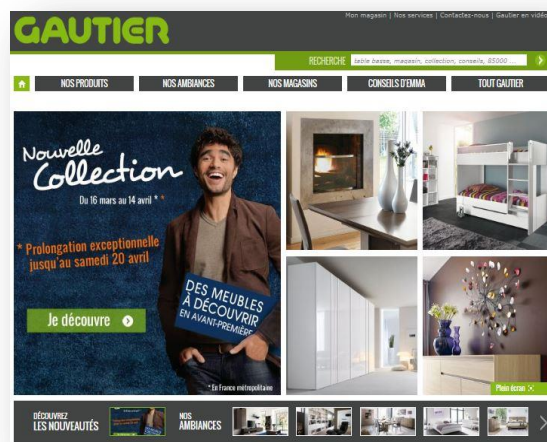 Mon magasin | Nos services | Contactez-nous | Gautier en vidéo
GAUTIER
RECHERCHE table basse, magasin, collection, conseils, 85000 ...
NOS PRODUITS NOS AMBIANCES NOS MAGASINS CONSEILS D'EMMA TOUT GAUTIER
Nouvelle
Collection
Du 16 mars au 14 avril * *
* Prolongation exceptionnelle
jusqu'au samedi 20 avril
DES MEUBLES
À DÉCOUVRIR
EN AVANT-PREMIÈRE
Je découvre
* En France métropolitaine
Plein écran
DÉCOUVREZ
LES NOUVEAUTÉS
NOS
AMBIANCES